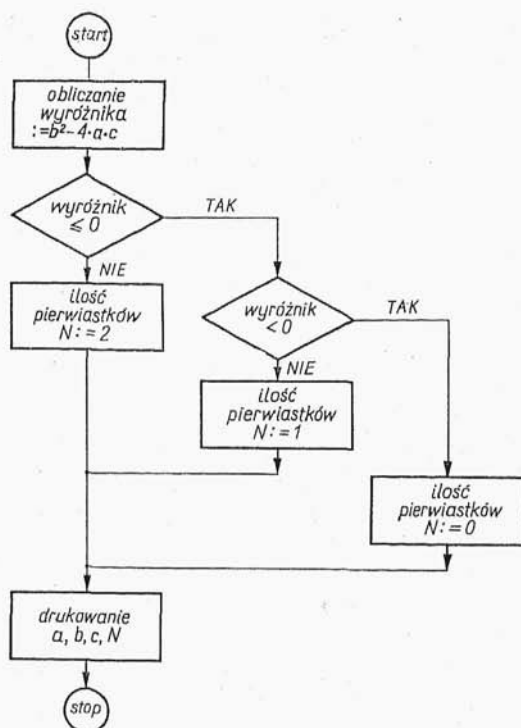 start
obliczanie
wyróżnika
:=b²-4·a·c
wyróżnik
≤ 0
TAK
NIE
ilość
pierwiastków
N:=2
wyróżnik
<0
TAK
NIE
ilość
pierwiastków
N:=1
ilość
pierwiastków
N:=0
drukowanie
a, b, c, N
stop